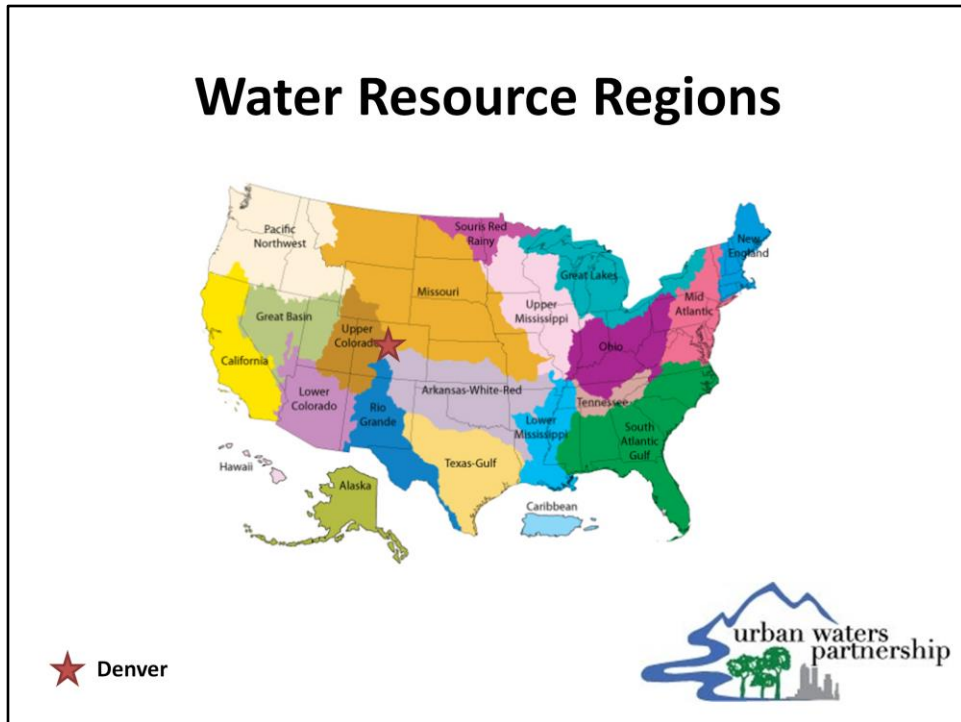 Water Resource Regions
Pacific
Northwest
Souris Red
Rainy
New
England
Great Lakes
Missouri
Mid
Atlantic
Upper
Mississippi
Great Basin
Upper
Colorado
Ohio
California
Lower
Colorado
Rio
Grande
Arkansas-White-Red
Tennessee
Lower
Mississippi
South
Atlantic
Gulf
Texas-Gulf
Hawaii
Alaska
Caribbean
urban waters
partnership
Denver